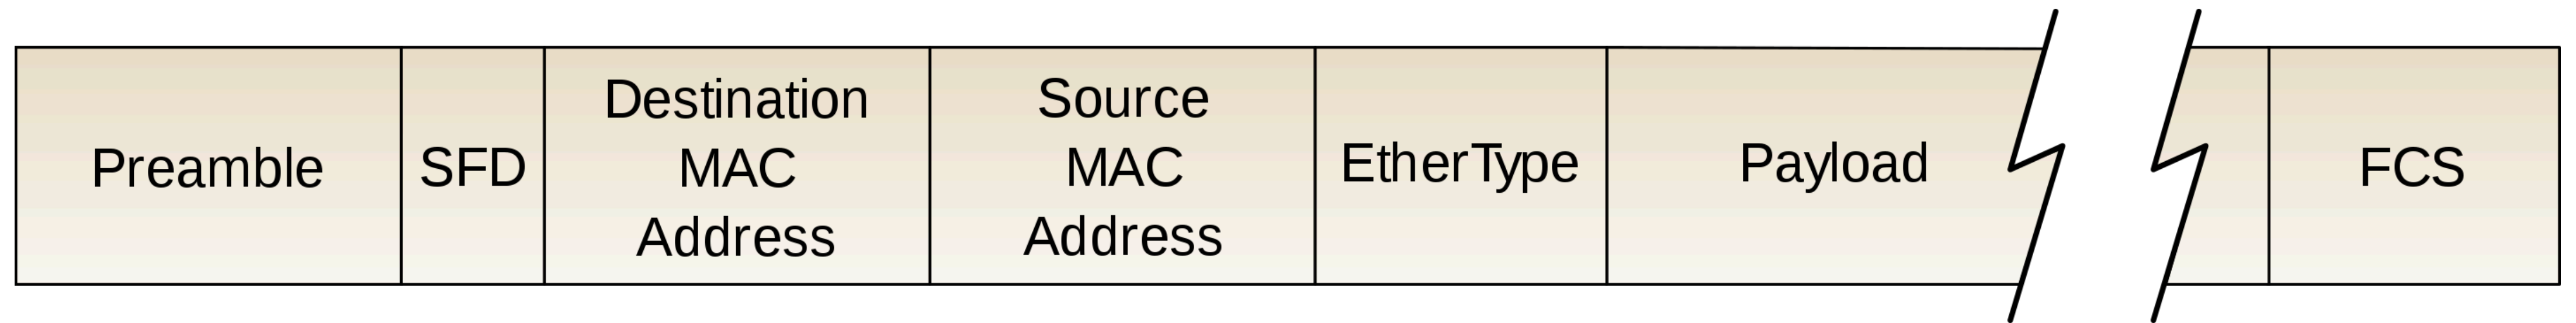 Preamble
SFD
Destination
MAC
Address
Source
MAC
Address
EtherType
Payload
FCS